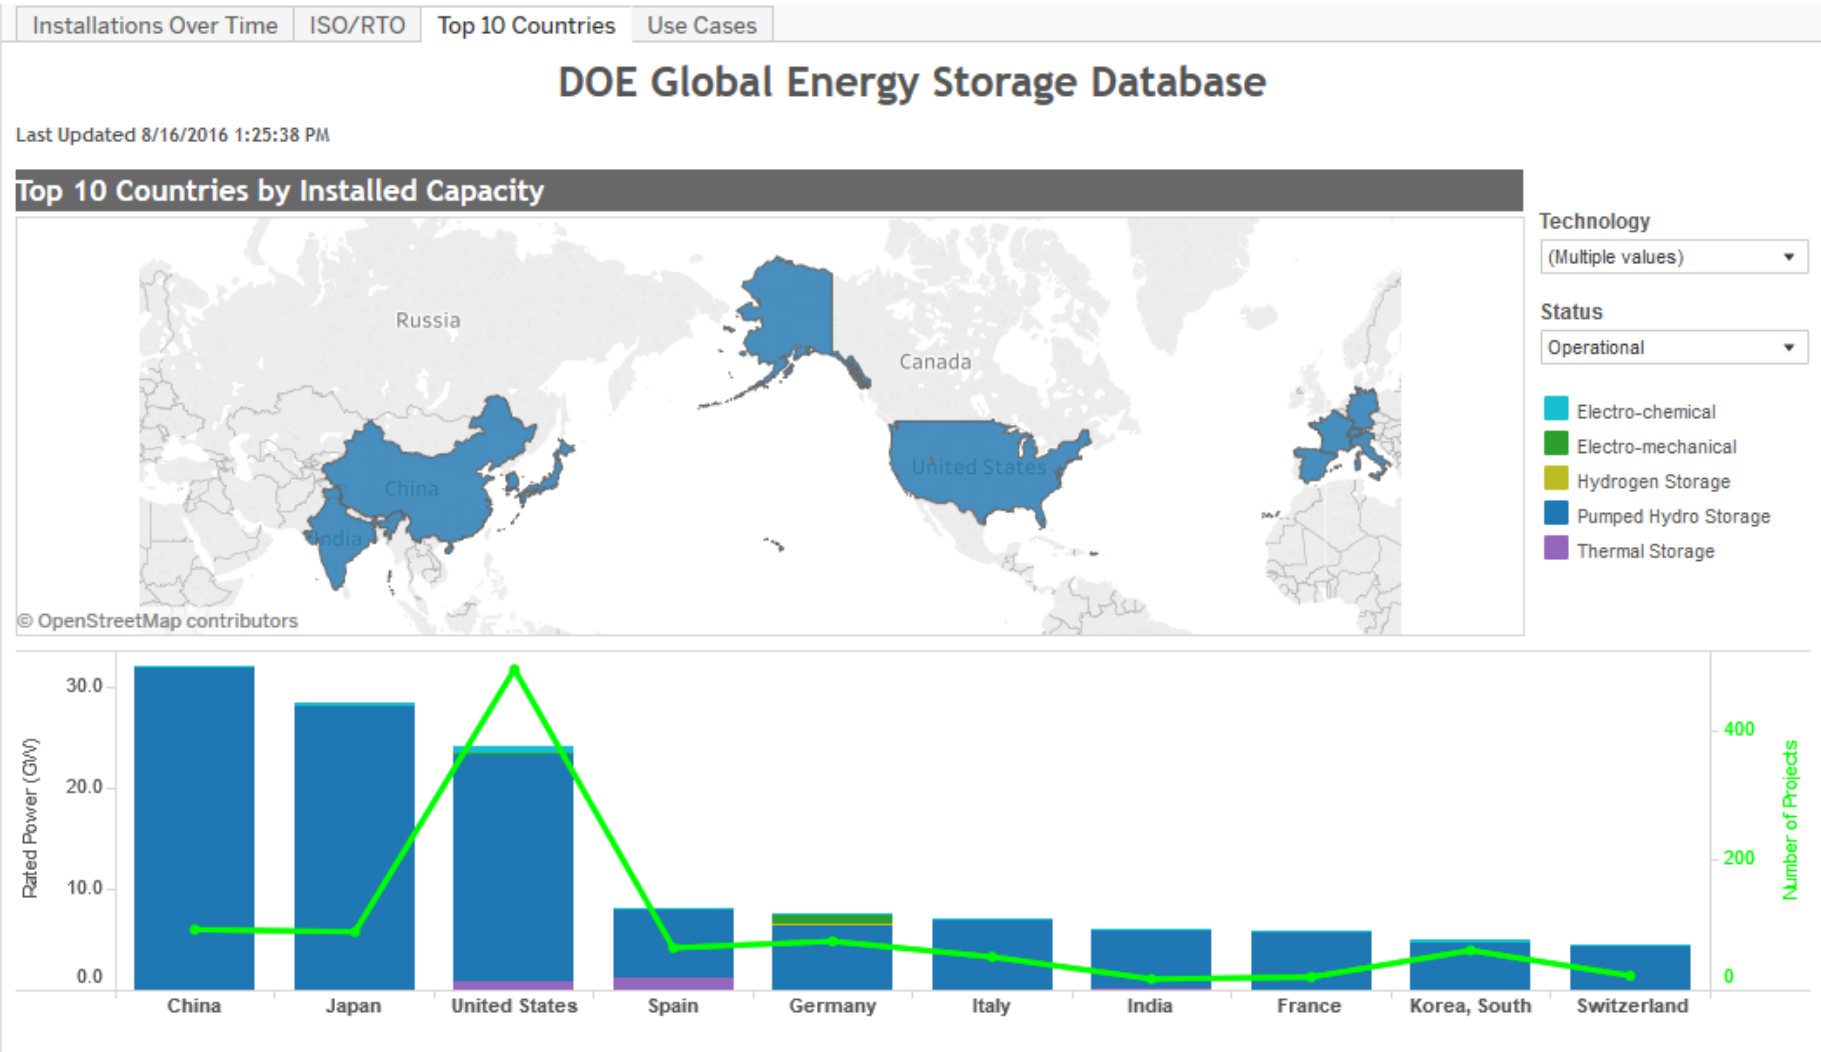 Installations Over Time ISO/RTO Top 10 Countries Use Cases
DOE Global Energy Storage Database
Last Updated 8/16/2016 1:25:38 PM
Top 10 Countries by Installed Capacity
Technology
(Multiple values)
Status
Operational
Electro-chemical
Electro-mechanical
Hydrogen Storage
Pumped Hydro Storage
Thermal Storage
Russia
Canada
United States
China
India
© OpenStreetMap contributors
Rated Power (GW)
30.0
20.0
10.0
0.0
400
200
0
Number of Projects
China Japan United States Spain Germany Italy India France Korea, South Switzerland